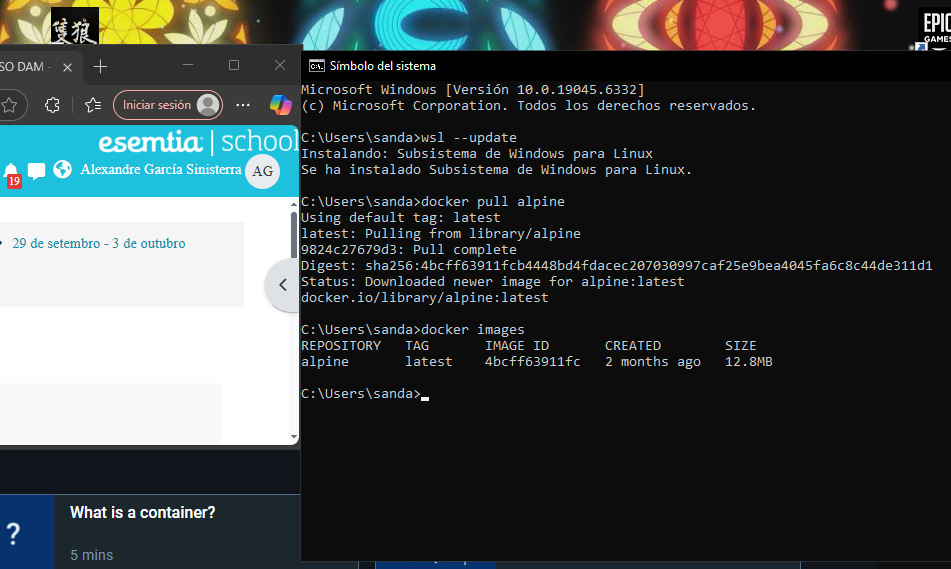 隻狼
EPIC
GAMES
SO DAM -
Iniciar sesión
esemtia | school
19
Alexandre García Sinisterra
AG
29 de setembro - 3 de outubro
C:\.
Símbolo del sistema
Microsoft Windows [Versión 10.0.19045.6332]
(c) Microsoft Corporation. Todos los derechos reservados.
C:\Users\sanda>wsl --update
Instalando: Subsistema de Windows para Linux
Se ha instalado Subsistema de Windows para Linux.
C:\Users\sanda>docker pull alpine
Using default tag: latest
latest: Pulling from library/alpine
9824c27679d3: Pull complete
Digest: sha256:4bcff63911fcb4448bd4fdacec207030997caf25e9bea4045fa6c8c44de311d1
Status: Downloaded newer image for alpine:latest
docker.io/library/alpine:latest
C:\Users\sanda>docker images
REPOSITORY   TAG       IMAGE ID       CREATED        SIZE
alpine       latest    4bcff63911fc   2 months ago   12.8MB
C:\Users\sanda>
?
What is a container?
5 mins